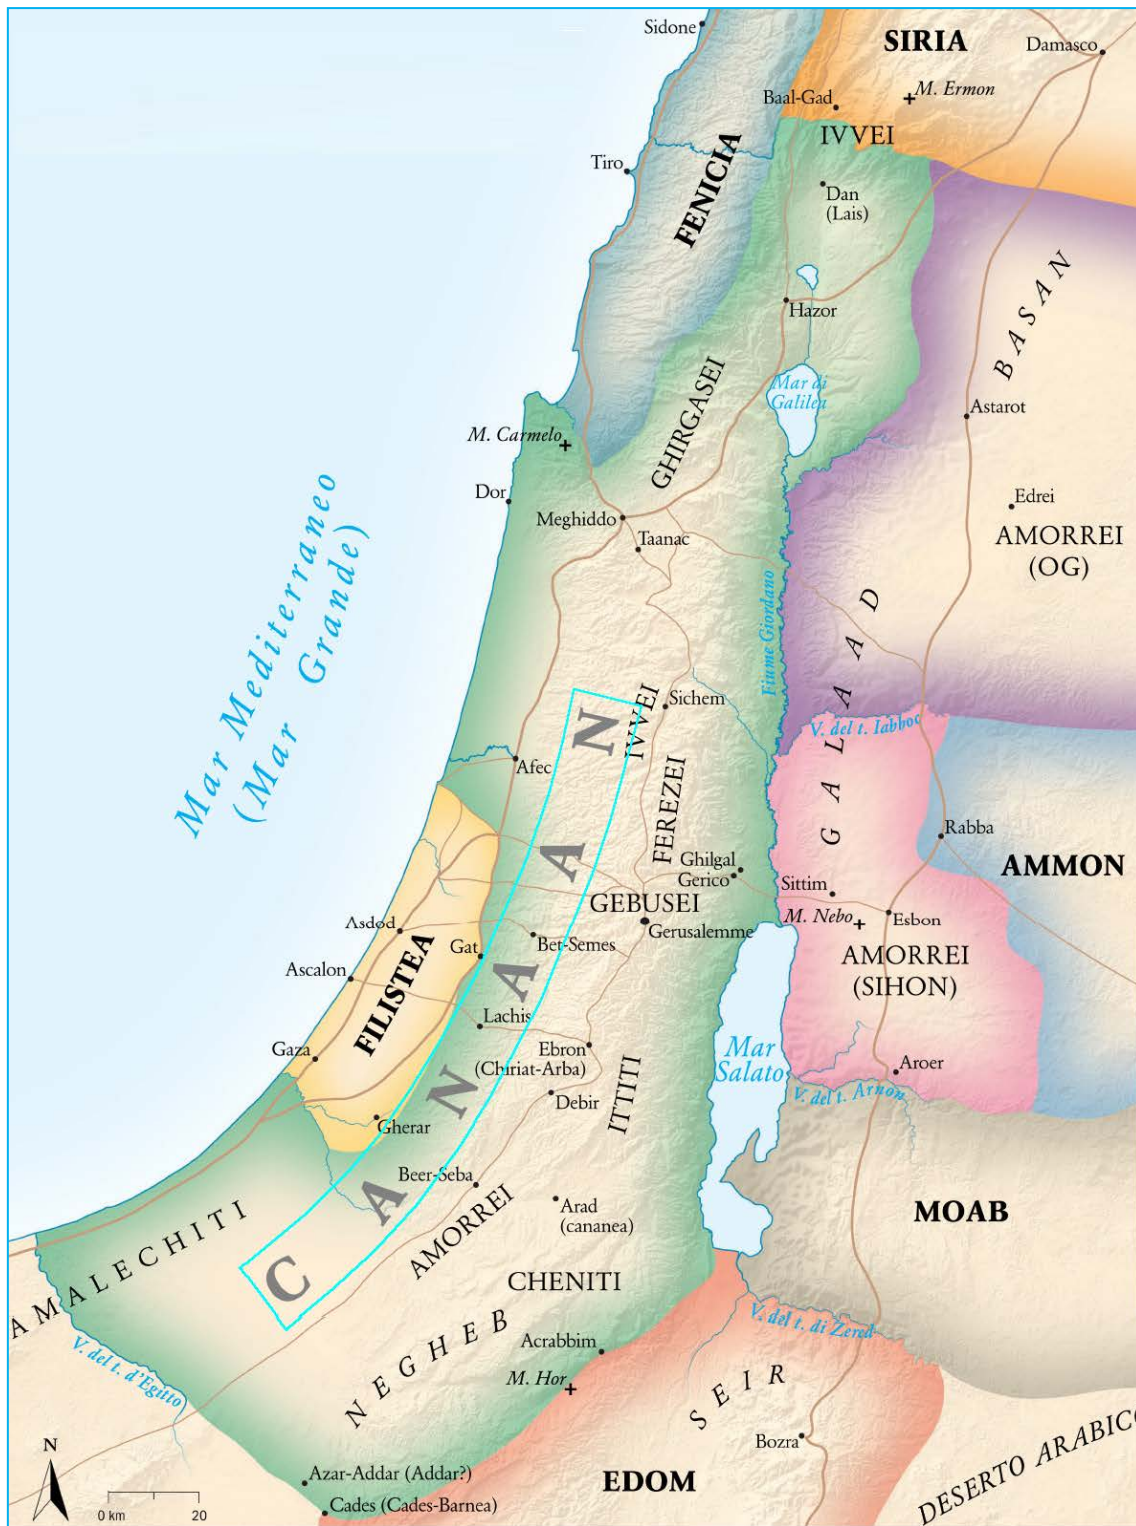 Sidone
SIRIA
Damasco
Baal-Gad
M. Ermon
IVVEI
FENICIA
Tiro
Dan
(Lais)
BASAN
Hazor
Mar di
Galilea
GHIRGASEI
Astarot
M. Carmelo
Dor
Meghiddo
Taanac
Edrei
AMORREI
(OG)
Mar Mediterraneo
(Mar Grande)
Fiume Giordano
GALAAD
IVVEI
Sichem
V. del t. Iabboc
Afec
FEREZEI
Rabba
Ghilgal
Gerico
AMMON
Sittim
GEBUSEI
M. Nebo
Esbon
Asdod
Gerusalemme
Gat
Bet-Semes
AMORREI
(SIHON)
Ascalon
FILISTEA
Lachis
Gaza
Ebron
(Chiriat-Arba)
Mar
Salato
Aroer
V. del t. Arnon
Debir
ITTITI
Gherar
CANAAN
Beer-Seba
AMORREI
Arad
(cananea)
MOAB
AMALECHITI
CHENITI
V. del t. di Zered
NEGHEB
Acrabbim
V. del t. d'Egitto
M. Hor
SEIR
Bozra
DESERTO ARABICO
N
Azar-Addar (Addar?)
EDOM
Cades (Cades-Barnea)
0 km 20